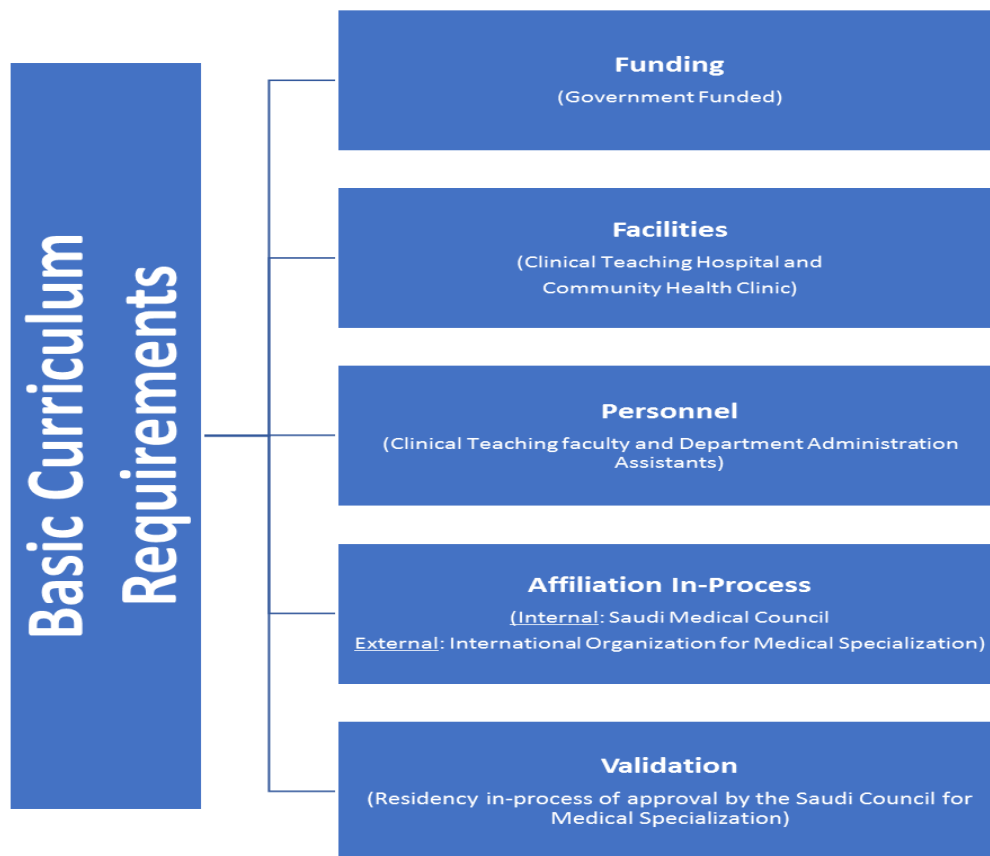 Basic Curriculum
Requirements
Funding
(Government Funded)
Facilities
(Clinical Teaching Hospital and
Community Health Clinic)
Personnel
(Clinical Teaching faculty and Department Administration
Assistants)
Affiliation In-Process
(Internal: Saudi Medical Council
External: International Organization for Medical Specialization)
Validation
(Residency in-process of approval by the Saudi Council for
Medical Specialization)